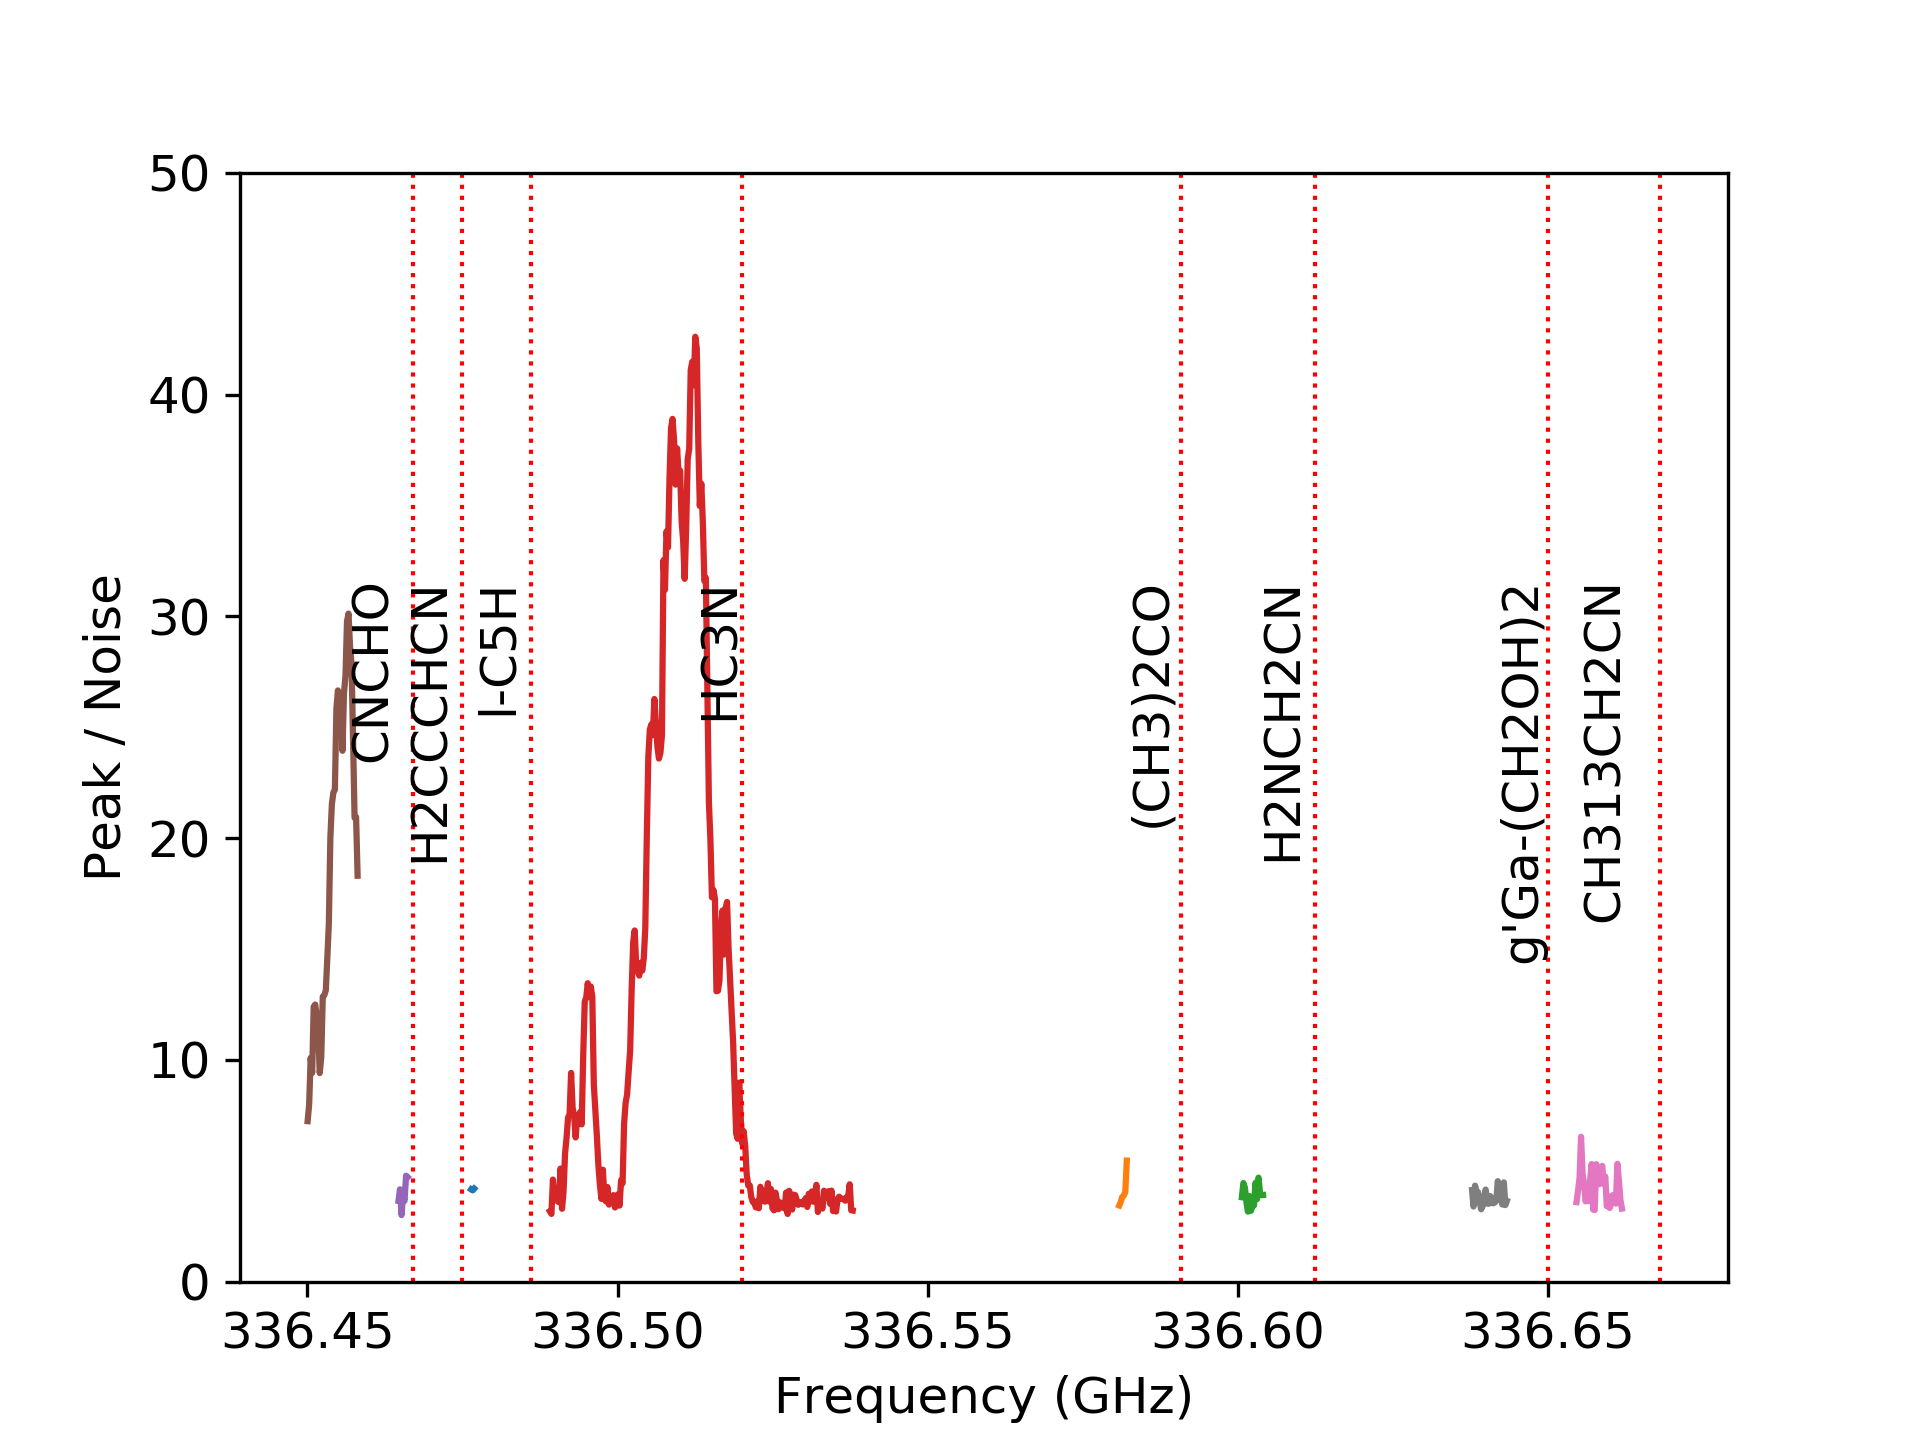 50
40
30
20
10
0
Peak / Noise
CNCHO
H2CCCHCN
l-C5H
HC3N
(CH3)2CO
H2NCH2CN
g'Ga-(CH2OH)2
CH313CH2CN
336.45
336.50
336.55
336.60
336.65
Frequency (GHz)